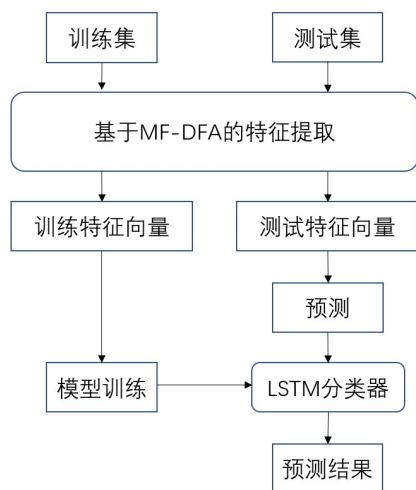 训练集
测试集
基于MF-DFA的特征提取
训练特征向量
测试特征向量
预测
模型训练
LSTM分类器
预测结果